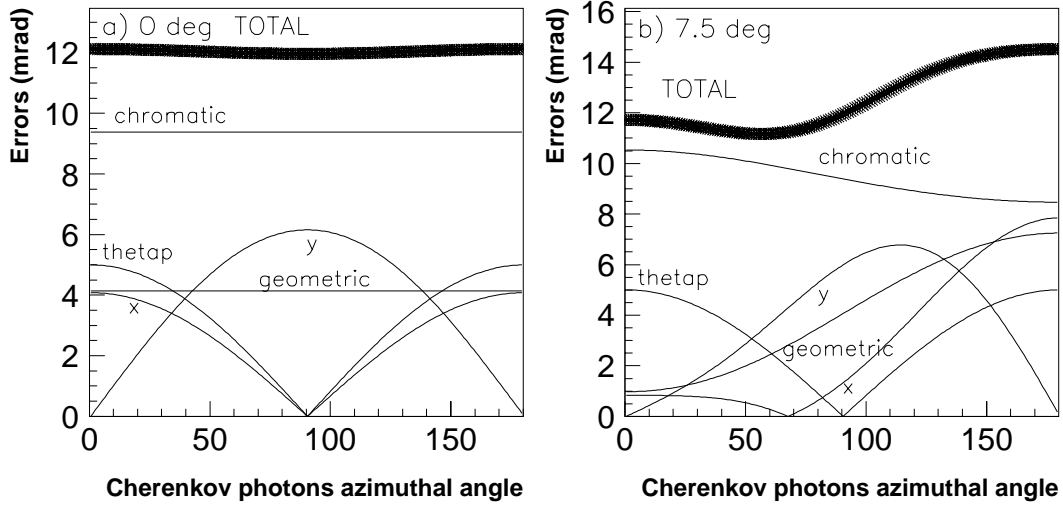 a) 0 deg TOTAL
Errors (mrad)
12
10
8
6
4
2
0
chromatic
thetap
y
geometric
x
0
50
100
150
Cherenkov photons azimuthal angle
b) 7.5 deg
Errors (mrad)
16
14
12
10
8
6
4
2
0
TOTAL
chromatic
thetap
y
geometric
x
0
50
100
150
Cherenkov photons azimuthal angle